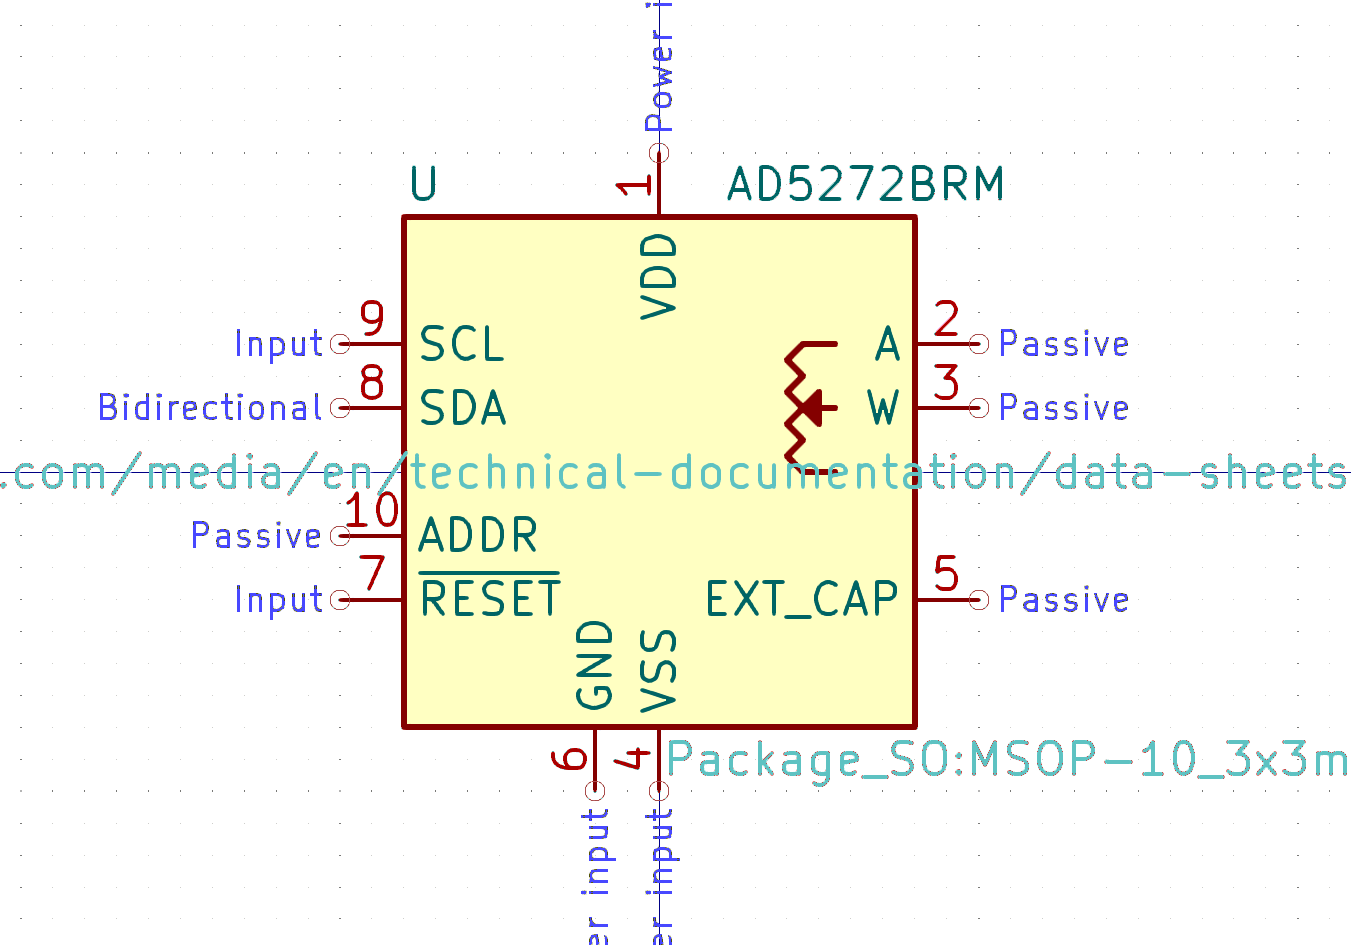 Power i
U
1
AD5272BRM
VDD
9
Input
SCL
A
2
Passive
8
Bidirectional
SDA
W
3
Passive
.com/media/en/technical-documentation/data-sheets
10
Passive
ADDR
7
Input
RESET
EXT_CAP
5
Passive
GND
VSS
6
4
Package_SO:MSOP-10_3x3m
er input
er input